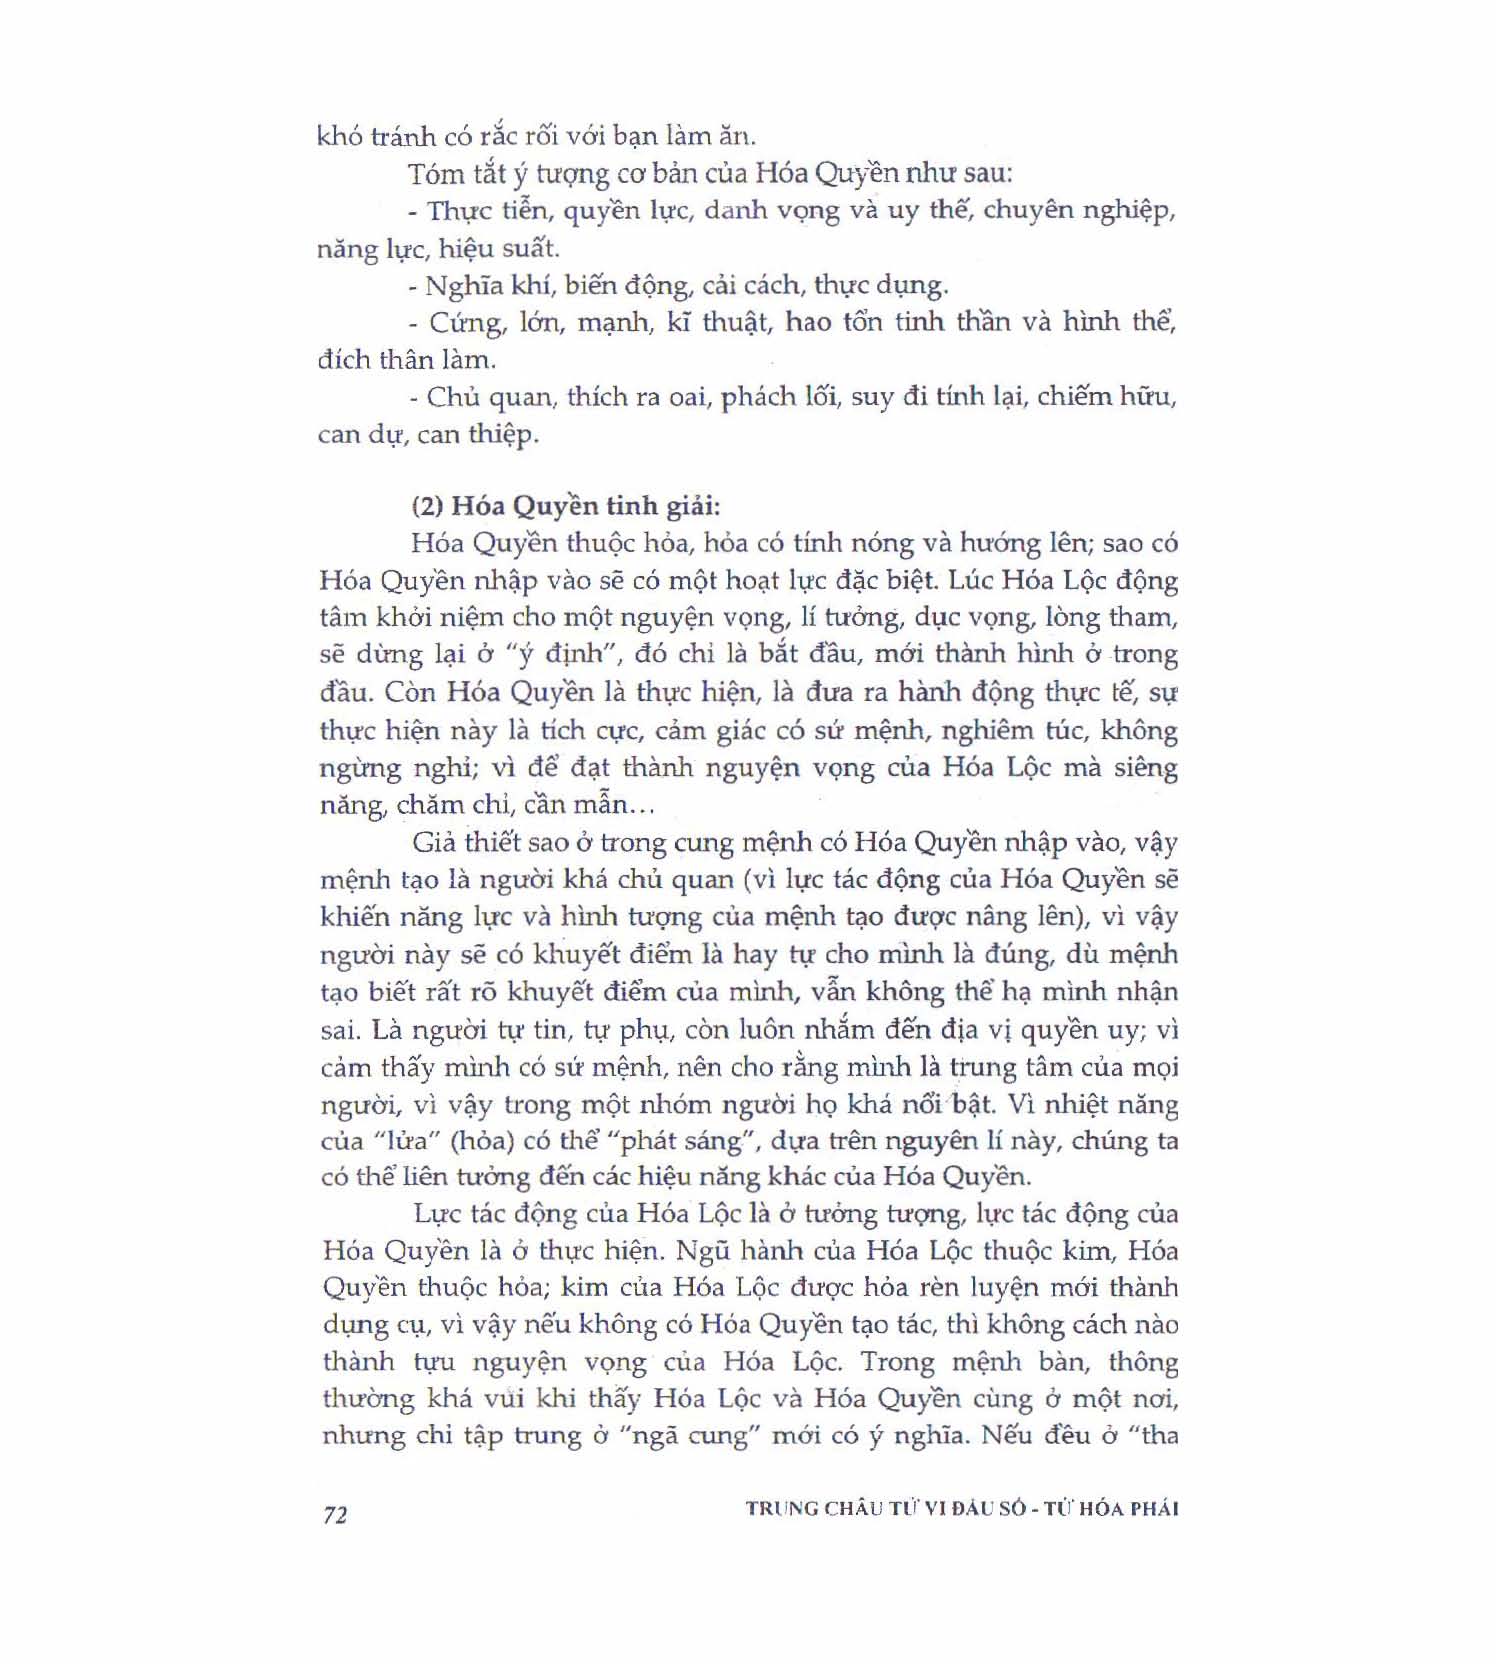 khó tránh có rắc rối với bạn làm ăn.
Tóm tắt ý tượng cơ bản của Hóa Quyền như sau:
- Thực tiễn, quyền lực, danh vọng và uy thế, chuyên nghiệp,
năng lực, hiệu suất.
- Nghĩa khí, biến động, cải cách, thực dụng.
- Cứng, lớn, mạnh, kĩ thuật, hao tổn tinh thần và hình thể,
đích thân làm.
- Chủ quan, thích ra oai, phách lối, suy đi tính lại, chiếm hữu,
can dự, can thiệp.
(2) Hóa Quyền tinh giải:
Hóa Quyền thuộc hỏa, hỏa có tính nóng và hướng lên; sao có
Hóa Quyền nhập vào sẽ có một hoạt lực đặc biệt. Lúc Hóa Lộc động
tâm khởi niệm cho một nguyện vọng, lí tưởng, dục vọng, lòng tham,
sẽ dừng lại ở "ý định", đó chỉ là bắt đầu, mới thành hình ở trong
đầu. Còn Hóa Quyền là thực hiện, là đưa ra hành động thực tế, sự
thực hiện này là tích cực, cảm giác có sứ mệnh, nghiêm túc, không
ngừng nghỉ; vì để đạt thành nguyện vọng của Hóa Lộc mà siêng
năng, chăm chỉ, cần mẫn...
Giả thiết sao ở trong cung mệnh có Hóa Quyền nhập vào, vậy
mệnh tạo là người khá chủ quan (vì lực tác động của Hóa Quyền sẽ
khiến năng lực và hình tượng của mệnh tạo được nâng lên), vì vậy
người này sẽ có khuyết điểm là hay tự cho mình là đúng, dù mệnh
tạo biết rất rõ khuyết điểm của mình, vẫn không thể hạ mình nhận
sai. Là người tự tin, tự phụ, còn luôn nhắm đến địa vị quyền uy; vì
cảm thấy mình có sứ mệnh, nên cho rằng mình là trung tâm của mọi
người, vì vậy trong một nhóm người họ khá nổi bật. Vì nhiệt năng
của "lửa" (hỏa) có thể "phát sáng", dựa trên nguyên lí này, chúng ta
có thể liên tưởng đến các hiệu năng khác của Hóa Quyền.
Lực tác động của Hóa Lộc là ở tưởng tượng, lực tác động của
Hóa Quyền là ở thực hiện. Ngũ hành của Hóa Lộc thuộc kim, Hóa
Quyền thuộc hỏa; kim của Hóa Lộc được hỏa rèn luyện mới thành
dụng cụ, vì vậy nếu không có Hóa Quyền tạo tác, thì không cách nào
thành tựu nguyện vọng của Hóa Lộc. Trong mệnh bàn, thông
thường khá vui khi thấy Hóa Lộc và Hóa Quyền cùng ở một nơi,
nhưng chỉ tập trung ở "ngã cung" mới có ý nghĩa. Nếu đều ở "tha
72
TRUNG CHÂU TỬ VI ĐẨU SỐ - TỨ HÓA PHÁI